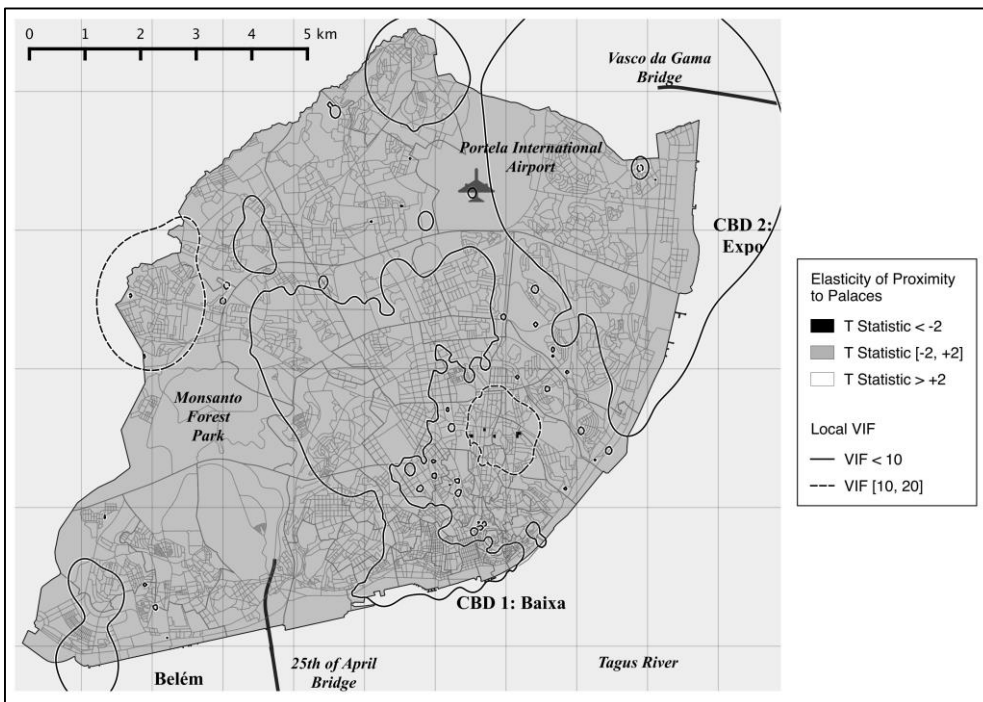 0 1 2 3 4 5 km
Vasco da Gama
Bridge
Portela International
Airport
CBD 2:
Expo
Monsanto
Forest
Park
CBD 1: Baixa
Belém
25th of April
Bridge
Tagus River
Elasticity of Proximity
to Palaces
T Statistic < -2
T Statistic [-2, +2]
T Statistic > +2
Local VIF
VIF < 10
VIF [10, 20]